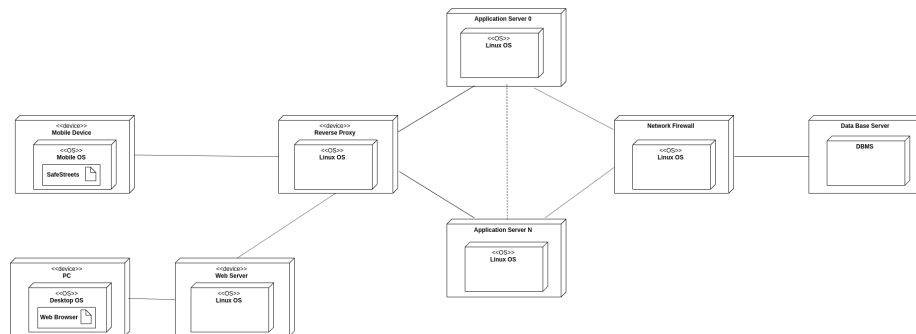 Application Server 0
<<OS>>
Linux OS
<<device>>
Mobile Device
<<OS>>
Mobile OS
SafeStreets
<<device>>
Reverse Proxy
<<OS>>
Linux OS
Network Firewall
<<OS>>
Linux OS
Data Base Server
DBMS
Application Server N
<<OS>>
Linux OS
<<device>>
PC
<<OS>>
Desktop OS
Web Browser
<<device>>
Web Server
<<OS>>
Linux OS